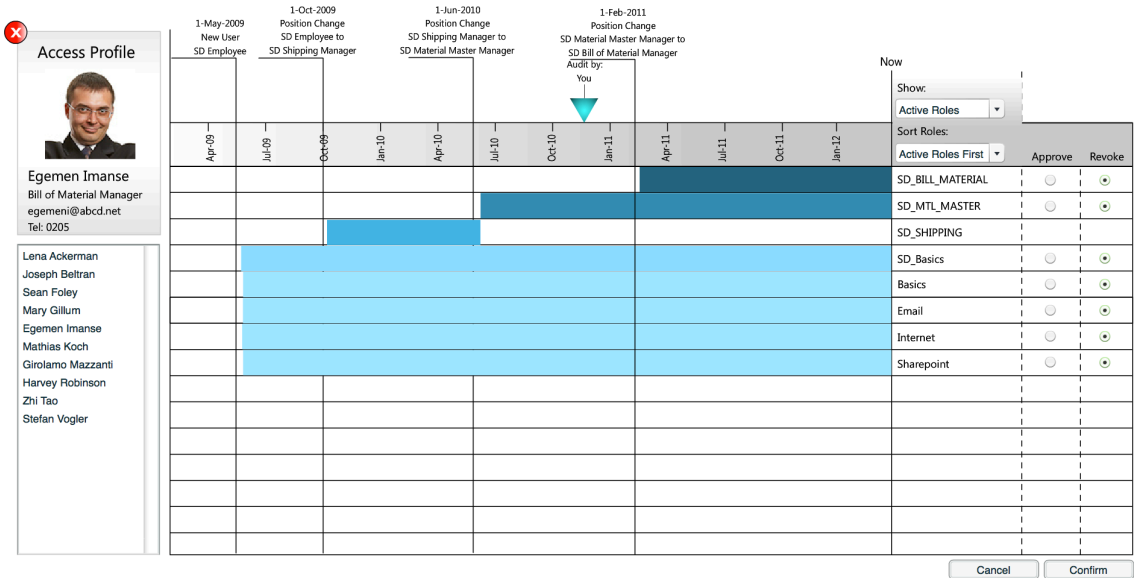 1-May-2009
New User
SD Employee
1-Oct-2009
Position Change
SD Employee to
SD Shipping Manager
1-Jun-2010
Position Change
SD Shipping Manager to
SD Material Master Manager
1-Feb-2011
Position Change
SD Material Master Manager to
SD Bill of Material Manager
Audit by:
You
Now
Access Profile
Egemen Imanse
Bill of Material Manager
egemeni@abcd.net
Tel: 0205
Lena Ackerman
Joseph Beltran
Sean Foley
Mary Gillum
Egemen Imanse
Mathias Koch
Girolamo Mazzanti
Harvey Robinson
Zhi Tao
Stefan Vogler
Apr-09
Jul-09
Oct-09
Jan-10
Apr-10
Jul-10
Oct-10
Jan-11
Apr-11
Jul-11
Oct-11
Jan-12
Show:
Active Roles
Sort Roles:
Active Roles First
Approve Revoke
SD_BILL_MATERIAL
SD_MTL_MASTER
SD_SHIPPING
SD_Basics
Basics
Email
Internet
Sharepoint
Cancel
Confirm